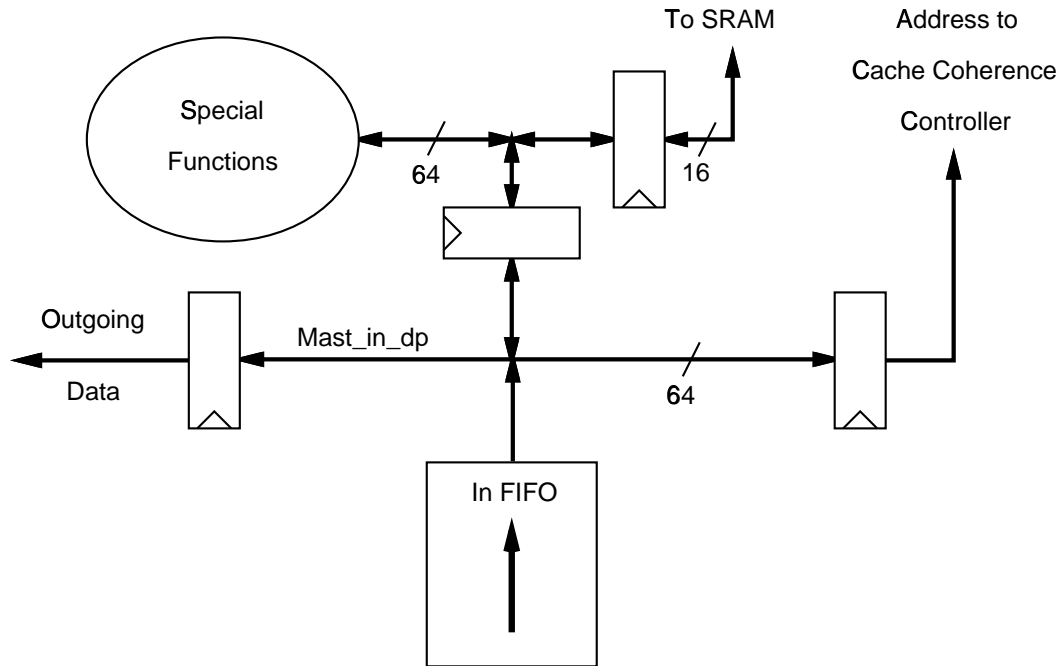 To SRAM
Address to
Cache Coherence
Controller
Special
Functions
64
16
Outgoing
Data
Mast_in_dp
64
In FIFO